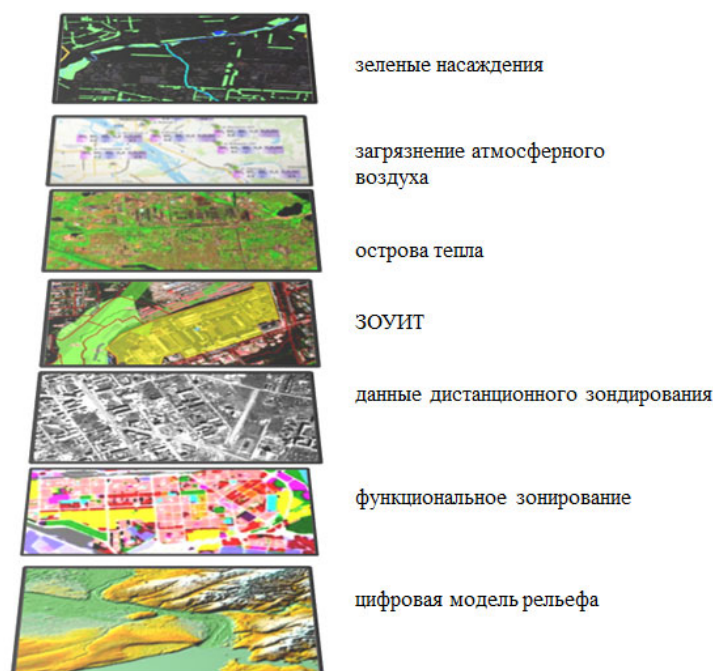 зеленые насаждения
загрязнение атмосферного
воздуха
острова тепла
ЗОУИТ
данные дистанционного зондирования
функциональное зонирование
цифровая модель рельефа